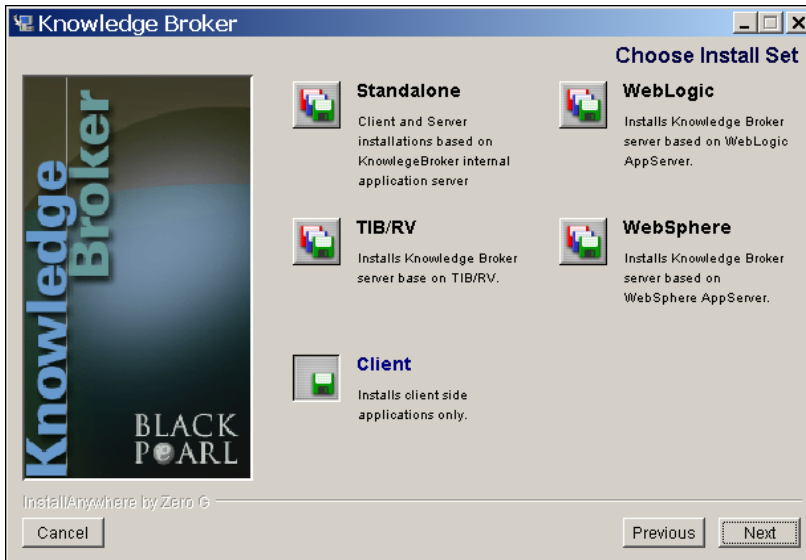 Knowledge Broker
Choose Install Set
Knowledge
Broker
BLACK
PEARL
Standalone
Client and Server
installations based on
KnowlegeBroker internal
application server
WebLogic
Installs Knowledge Broker
server based on WebLogic
AppServer.
TIB/RV
Installs Knowledge Broker
server base on TIB/RV.
WebSphere
Installs Knowledge Broker
server based on
WebSphere AppServer.
Client
Installs client side
applications only.
InstallAnywhere by Zero G
Cancel
Previous
Next